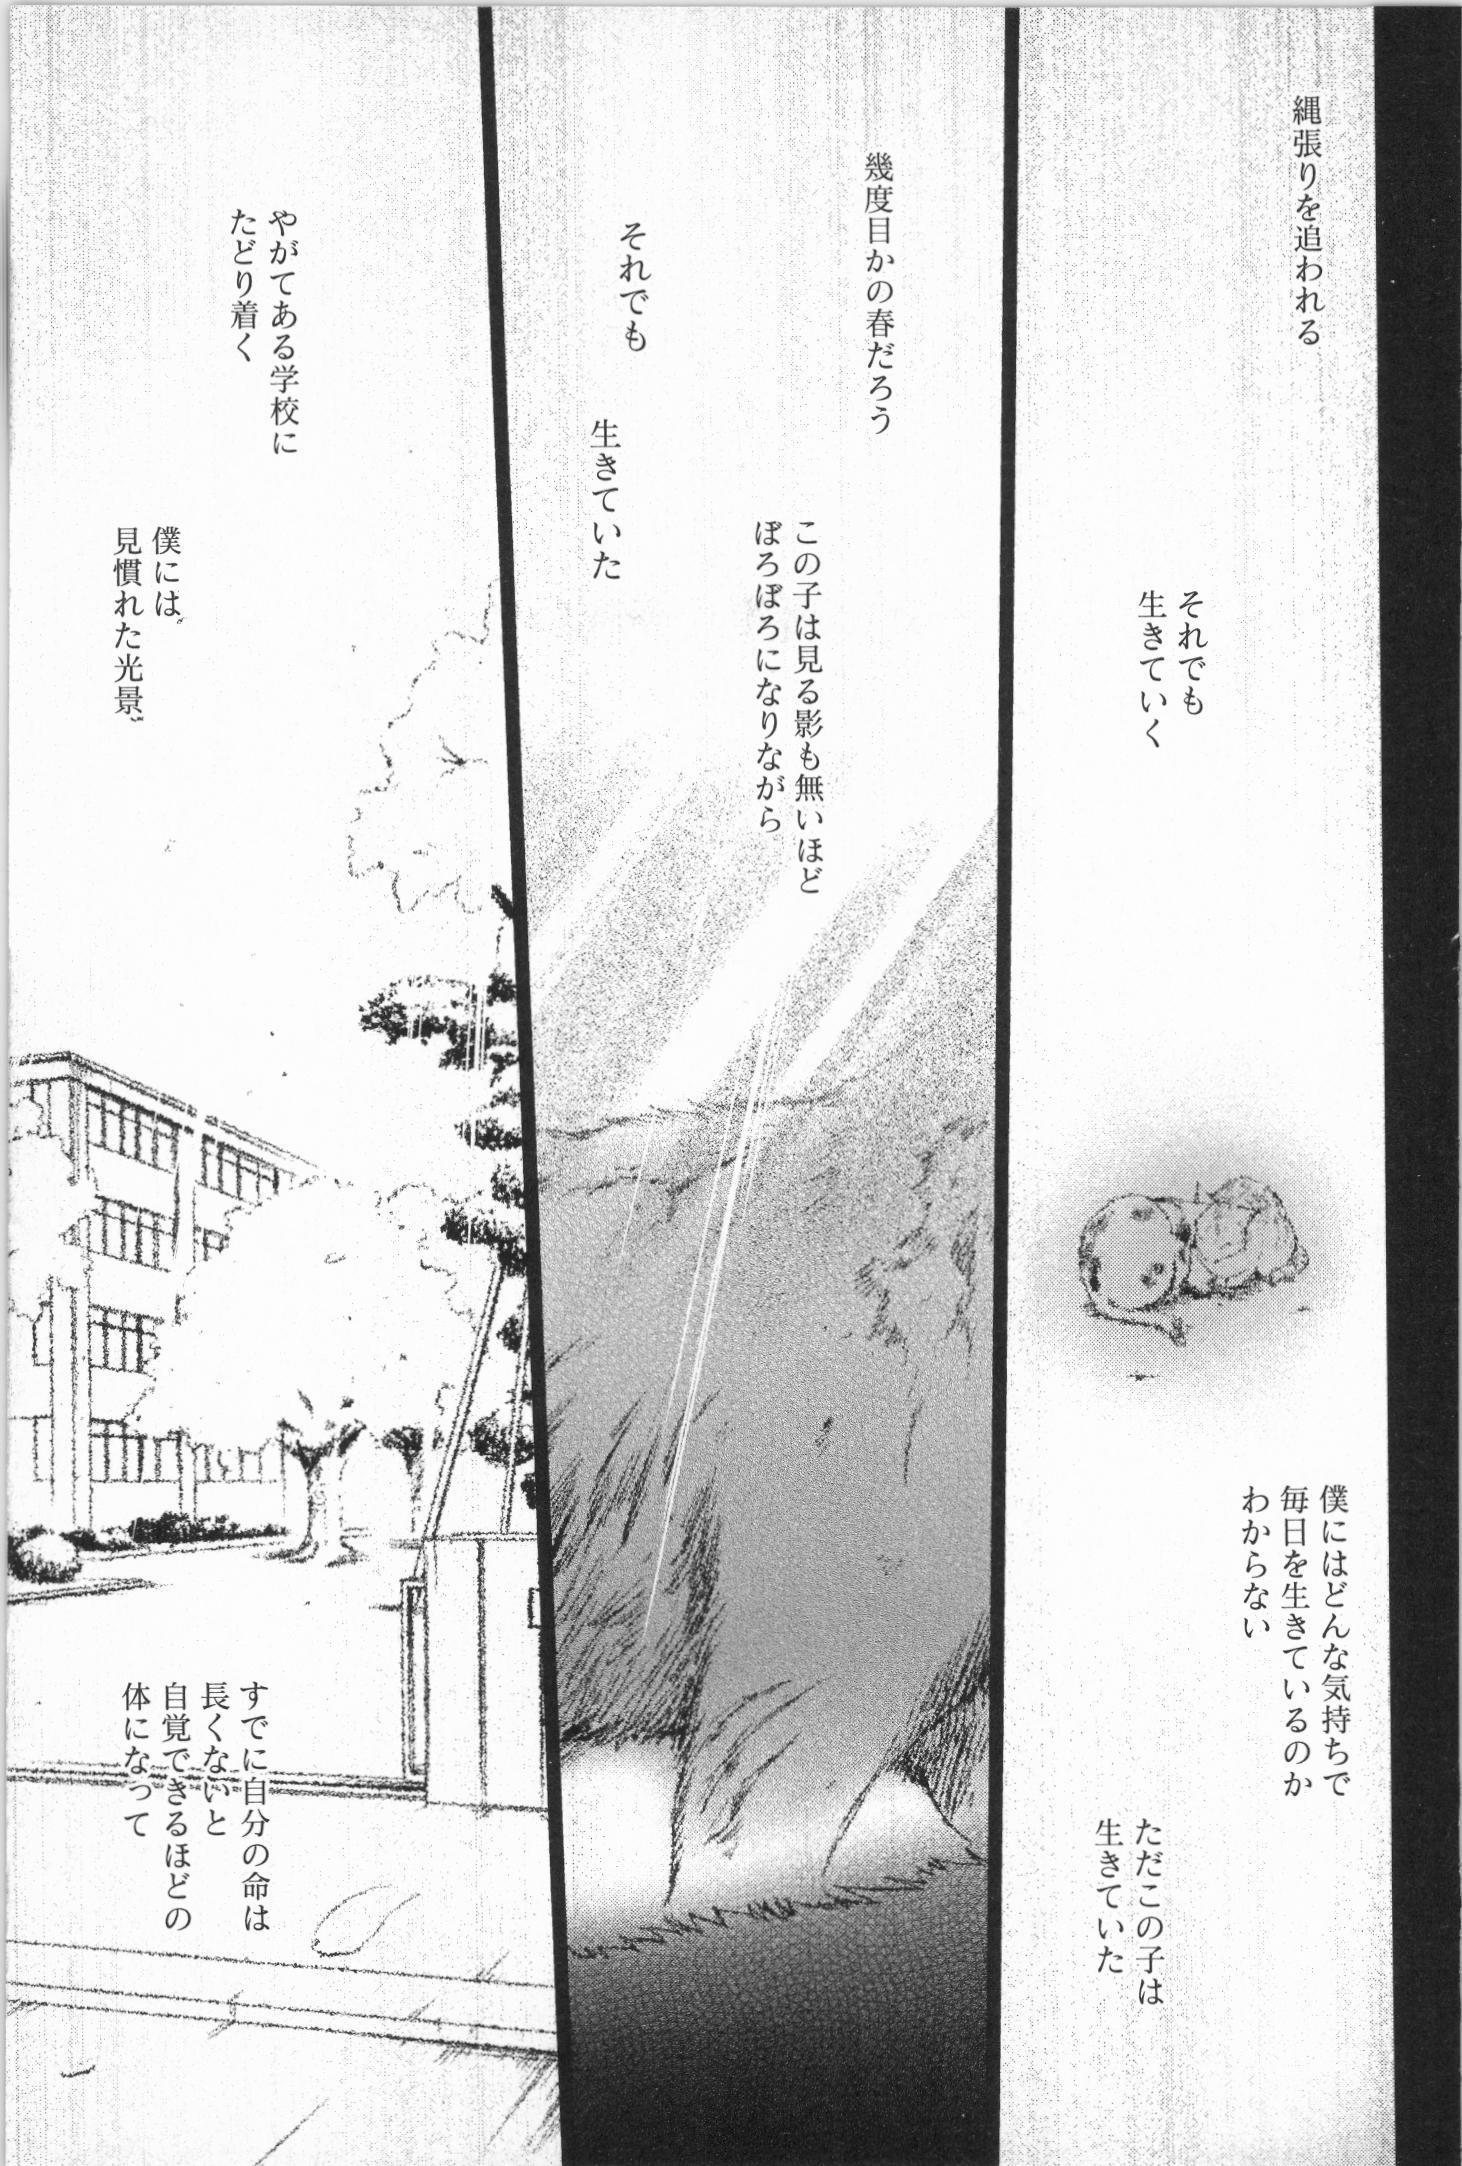 縄張りを追われる
それでも
生きていく
僕にはどんな気持ちで
毎日を生きているのか
わからない
ただこの子は
生きていた
幾度目かの春だろう
この子は見る影も無いほど
ぼろぼろになりながら
それでも
生きていた
やがてある学校に
たどり着く
僕には
見慣れた光景
すでに自分の命は
長くないと
自覚できるほどの
体になって